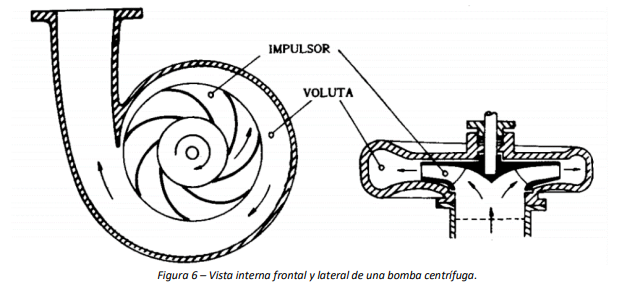 IMPULSOR
VOLUTA
Figura 6 – Vista interna frontal y lateral de una bomba centrífuga.